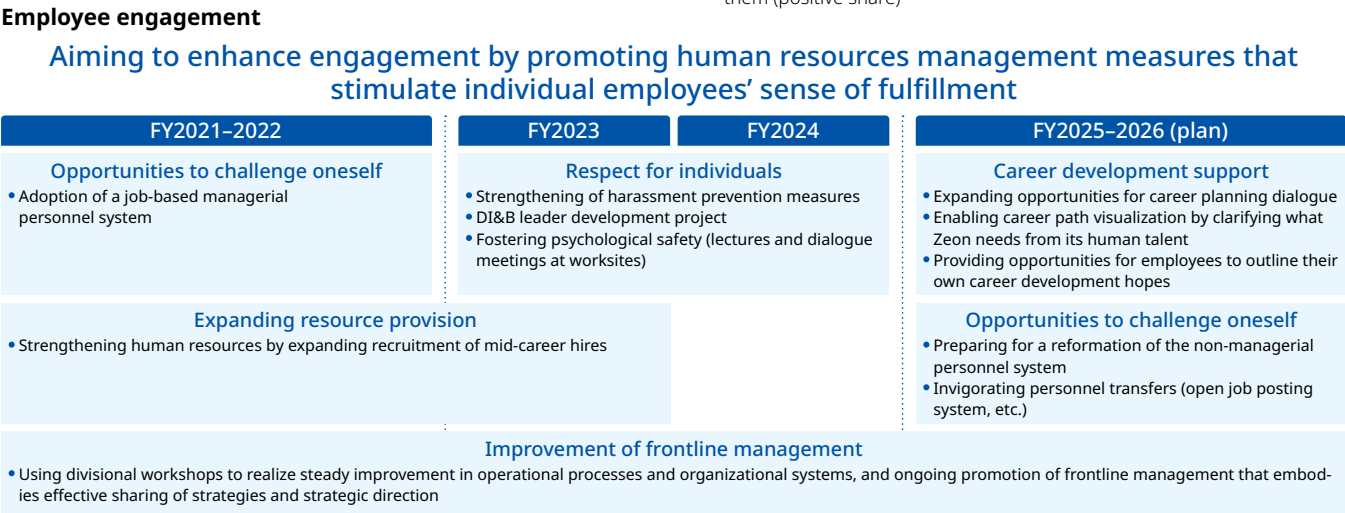 them (positive share)
Employee engagement
Aiming to enhance engagement by promoting human resources management measures that
stimulate individual employees’ sense of fulfillment
FY2021–2022
FY2023
FY2024
FY2025–2026 (plan)
Opportunities to challenge oneself
• Adoption of a job-based managerial
personnel system
Respect for individuals
• Strengthening of harassment prevention measures
• DI&B leader development project
• Fostering psychological safety (lectures and dialogue
meetings at worksites)
Career development support
• Expanding opportunities for career planning dialogue
• Enabling career path visualization by clarifying what
Zeon needs from its human talent
• Providing opportunities for employees to outline their
own career development hopes
Expanding resource provision
• Strengthening human resources by expanding recruitment of mid-career hires
Opportunities to challenge oneself
• Preparing for a reformation of the non-managerial
personnel system
• Invigorating personnel transfers (open job posting
system, etc.)
Improvement of frontline management
• Using divisional workshops to realize steady improvement in operational processes and organizational systems, and ongoing promotion of frontline management that embod-
ies effective sharing of strategies and strategic direction